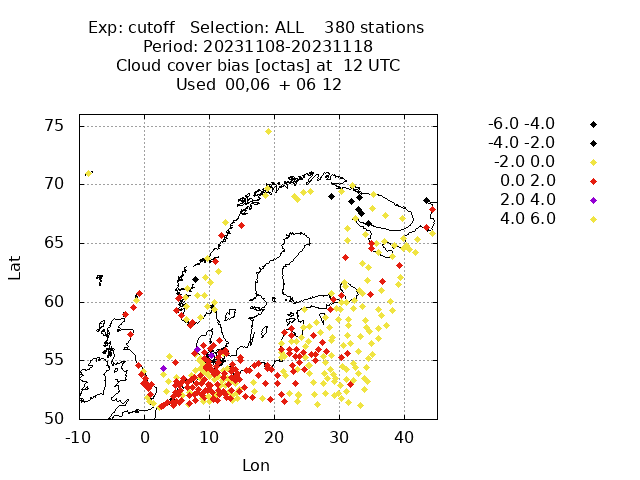 Exp: cutoff   Selection: ALL    380 stations
Period: 20231108-20231118
Cloud cover bias [octas] at  12 UTC
Used  00,06  + 06 12
-6.0 -4.0
-4.0 -2.0
-2.0 0.0
0.0 2.0
2.0 4.0
4.0 6.0
75
70
65
60
55
50
Lat
-10 0 10 20 30 40
Lon